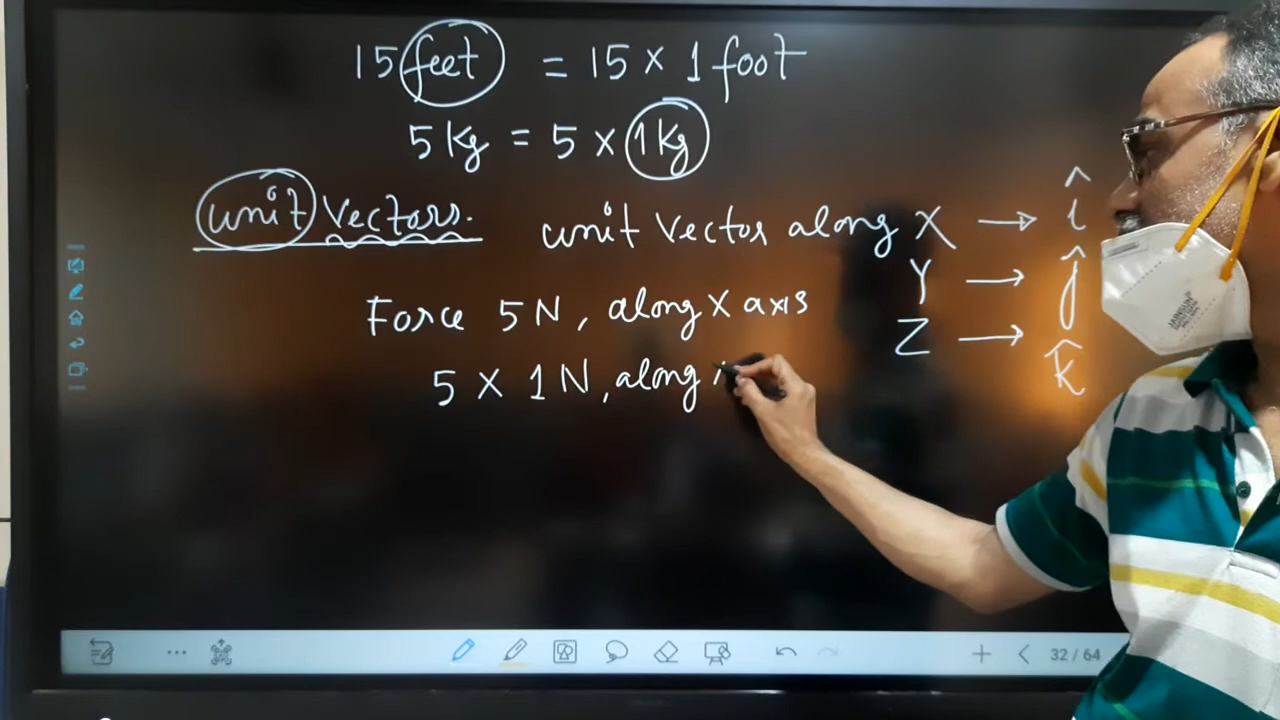 15 feet = 15 × 1 foot
5 Kg = 5 × 1 Kg
unit Vectors. unit Vector along X → î
Y → ĵ
Z → k̂
Force 5 N, along X axis
5 X 1 N, along
32 / 64